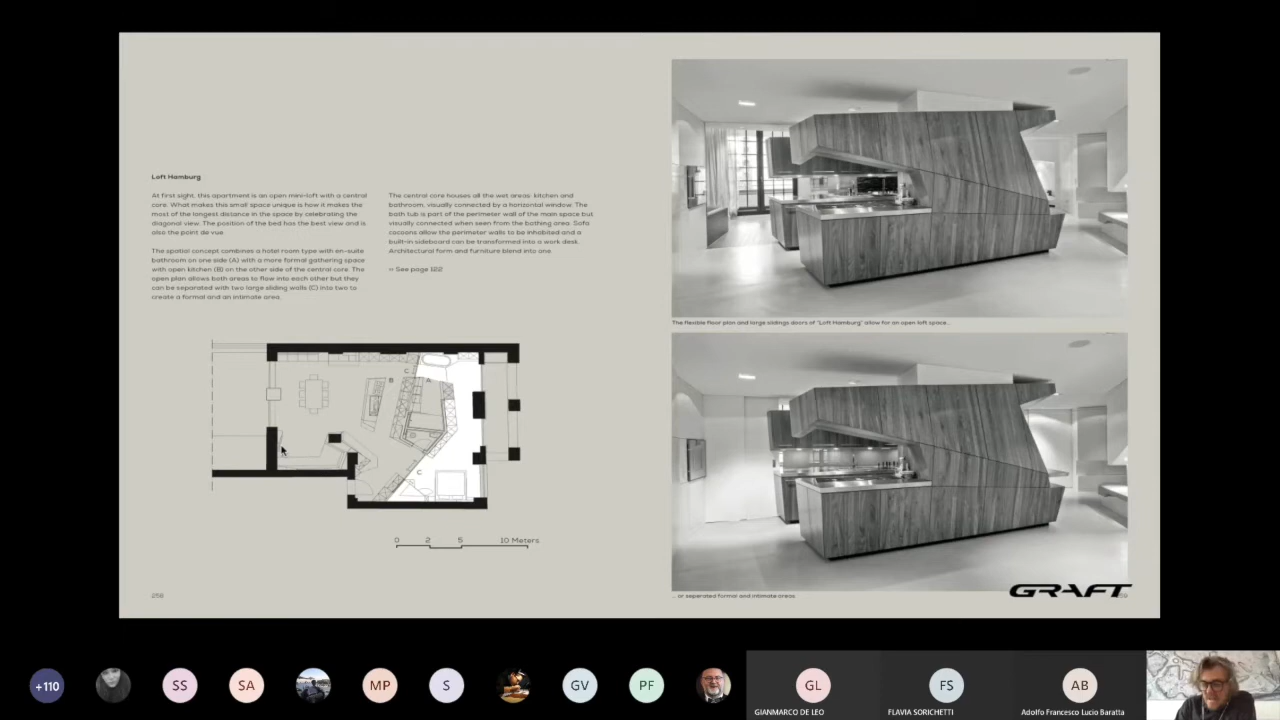 Loft Hamburg
At first sight, this apartment is an open mini-loft with a central
core. What makes this small space unique is how it makes the
most of the longest distance in the space by celebrating the
diagonal view. The position of the bed has the best view and is
also the point de vue.
The spatial concept combines a hotel room type with en-suite
bathroom on one side (A) with a more formal gathering space
with open kitchen (B) on the other side of the central core. The
open plan allows both areas to flow into each other but they
can be separated with two large sliding walls (C) into two to
create a formal and an intimate area.
The central core houses all the wet areas: kitchen and
bathroom, visually connected by a horizontal window. The
bath tub is part of the perimeter wall of the main space but
visually connected when seen from the bathing area. Sofa
cocoons allow the perimeter walls to be inhabited and a
built-in sideboard can be transformed into a work desk.
Architectural form and furniture blend into one.
›› See page 122
C
B
A
C
0 2 5 10 Meters
258
The flexible floor plan and large slidings doors of "Loft Hamburg" allow for an open loft space...
... or seperated formal and intimate areas
GRAFT
259
+110
SS
SA
MP
S
GV
PF
GL
GIANMARCO DE LEO
FS
FLAVIA SORICHETTI
AB
Adolfo Francesco Lucio Baratta